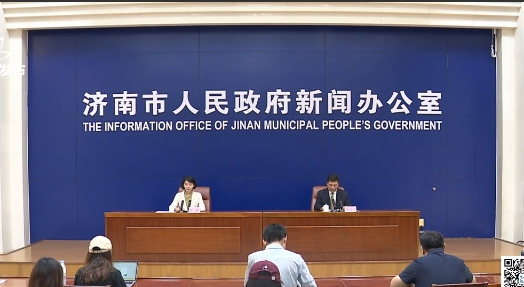 济南市人民政府新闻办公室
THE INFORMATION OFFICE OF JINAN MUNICIPAL PEOPLE'S GOVERNMENT